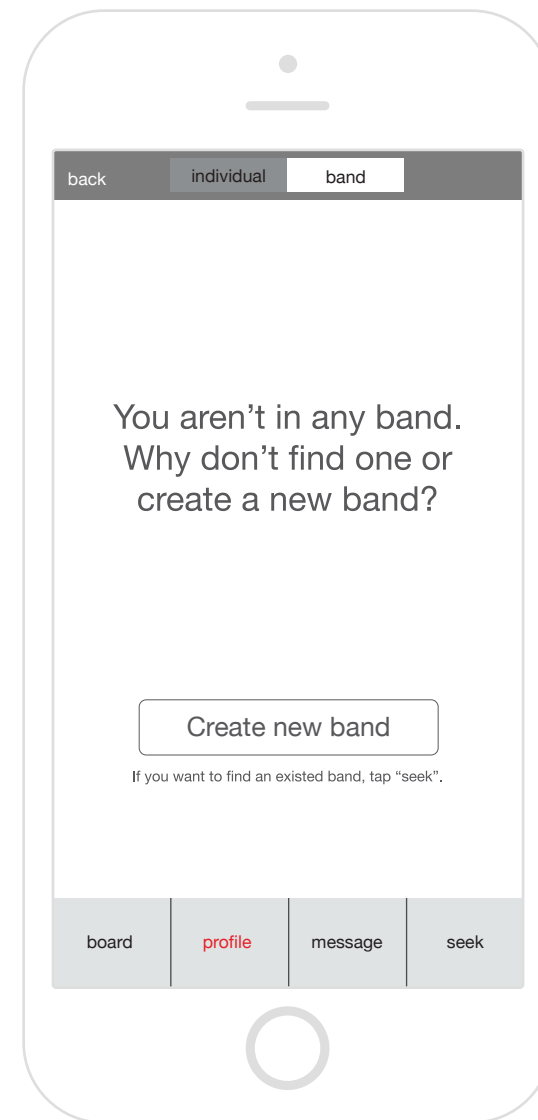 back individual band
You aren’t in any band.
Why don’t find one or
create a new band?
Create new band
If you want to find an existed band, tap “seek”.
board profile message seek